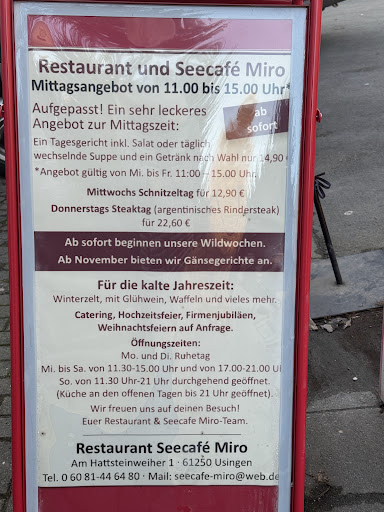 Restaurant und Seecafé Miro
Mittagsangebot von 11.00 bis 15.00 Uhr*
Aufgepasst! Ein sehr leckeres
Angebot zur Mittagszeit:
ab
sofort
Ein Tagesgericht inkl. Salat oder täglich
wechselnde Suppe und ein Getränk nach Wahl nur 14,90 €
*Angebot gültig von Mi. bis Fr. 11:00 – 15.00 Uhr.
Mittwochs Schnitzeltag für 12,90 €
Donnerstags Steaktag (argentinisches Rindersteak)
für 22,60 €
Ab sofort beginnen unsere Wildwochen.
Ab November bieten wir Gänsegerichte an.
Für die kalte Jahreszeit:
Winterzelt, mit Glühwein, Waffeln und vieles mehr.
Catering, Hochzeitsfeier, Firmenjubiläen,
Weihnachtsfeiern auf Anfrage.
Öffnungszeiten:
Mo. und Di. Ruhetag
Mi. bis Sa. von 11.30-15.00 Uhr und von 17.00-21.00 Uh
So. von 11.30 Uhr-21 Uhr durchgehend geöffnet.
(Küche an den offenen Tagen bis 21 Uhr geöffnet).
Wir freuen uns auf deinen Besuch!
Euer Restaurant & Seecafe Miro-Team.
Restaurant Seecafé Miro
Am Hattsteinweiher 1 · 61250 Usingen
Tel. 0 60 81-44 64 80 · Mail: seecafe-miro@web.de